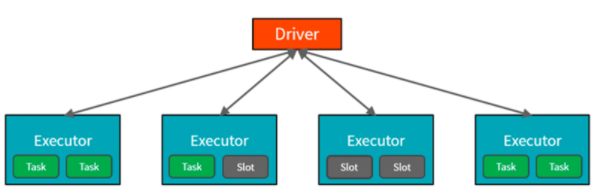 Driver
Executor
Task Task
Executor
Task Slot
Executor
Slot Slot
Executor
Task Task